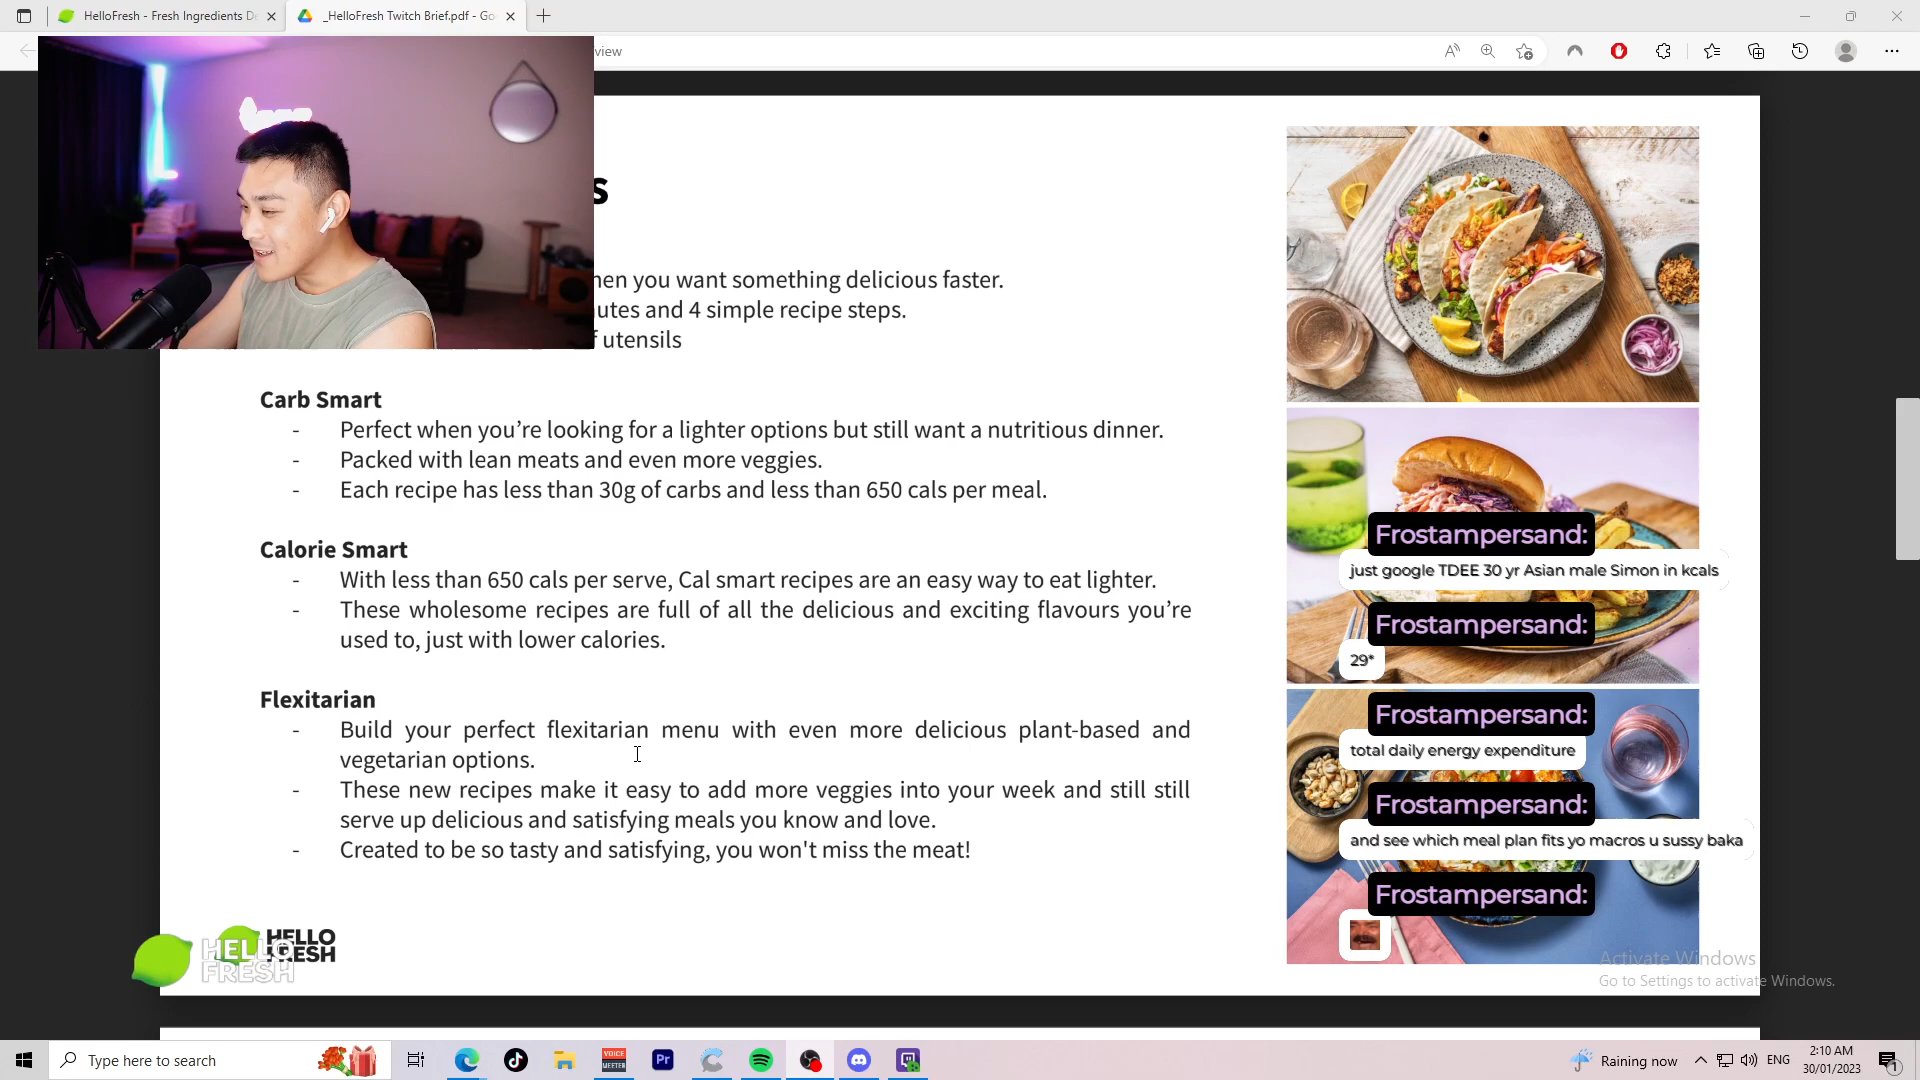 HelloFresh - Fresh Ingredients De
_HelloFresh Twitch Brief.pdf - Go
view
s
hen you want something delicious faster.
utes and 4 simple recipe steps.
f utensils
Carb Smart
- Perfect when you’re looking for a lighter options but still want a nutritious dinner.
- Packed with lean meats and even more veggies.
- Each recipe has less than 30g of carbs and less than 650 cals per meal.
Calorie Smart
- With less than 650 cals per serve, Cal smart recipes are an easy way to eat lighter.
- These wholesome recipes are full of all the delicious and exciting flavours you’re
used to, just with lower calories.
Flexitarian
- Build your perfect flexitarian menu with even more delicious plant-based and
vegetarian options.
- These new recipes make it easy to add more veggies into your week and still still
serve up delicious and satisfying meals you know and love.
- Created to be so tasty and satisfying, you won't miss the meat!
HELLO
FRESH
HELLO
FRESH
Frostampersand:
just google TDEE 30 yr Asian male Simon in kcals
Frostampersand:
29*
Frostampersand:
total daily energy expenditure
Frostampersand:
and see which meal plan fits yo macros u sussy baka
Frostampersand:
Activate Windows
Go to Settings to activate Windows.
Type here to search
VOICE
MEETER
Pr
Raining now
ENG
2:10 AM
30/01/2023
1